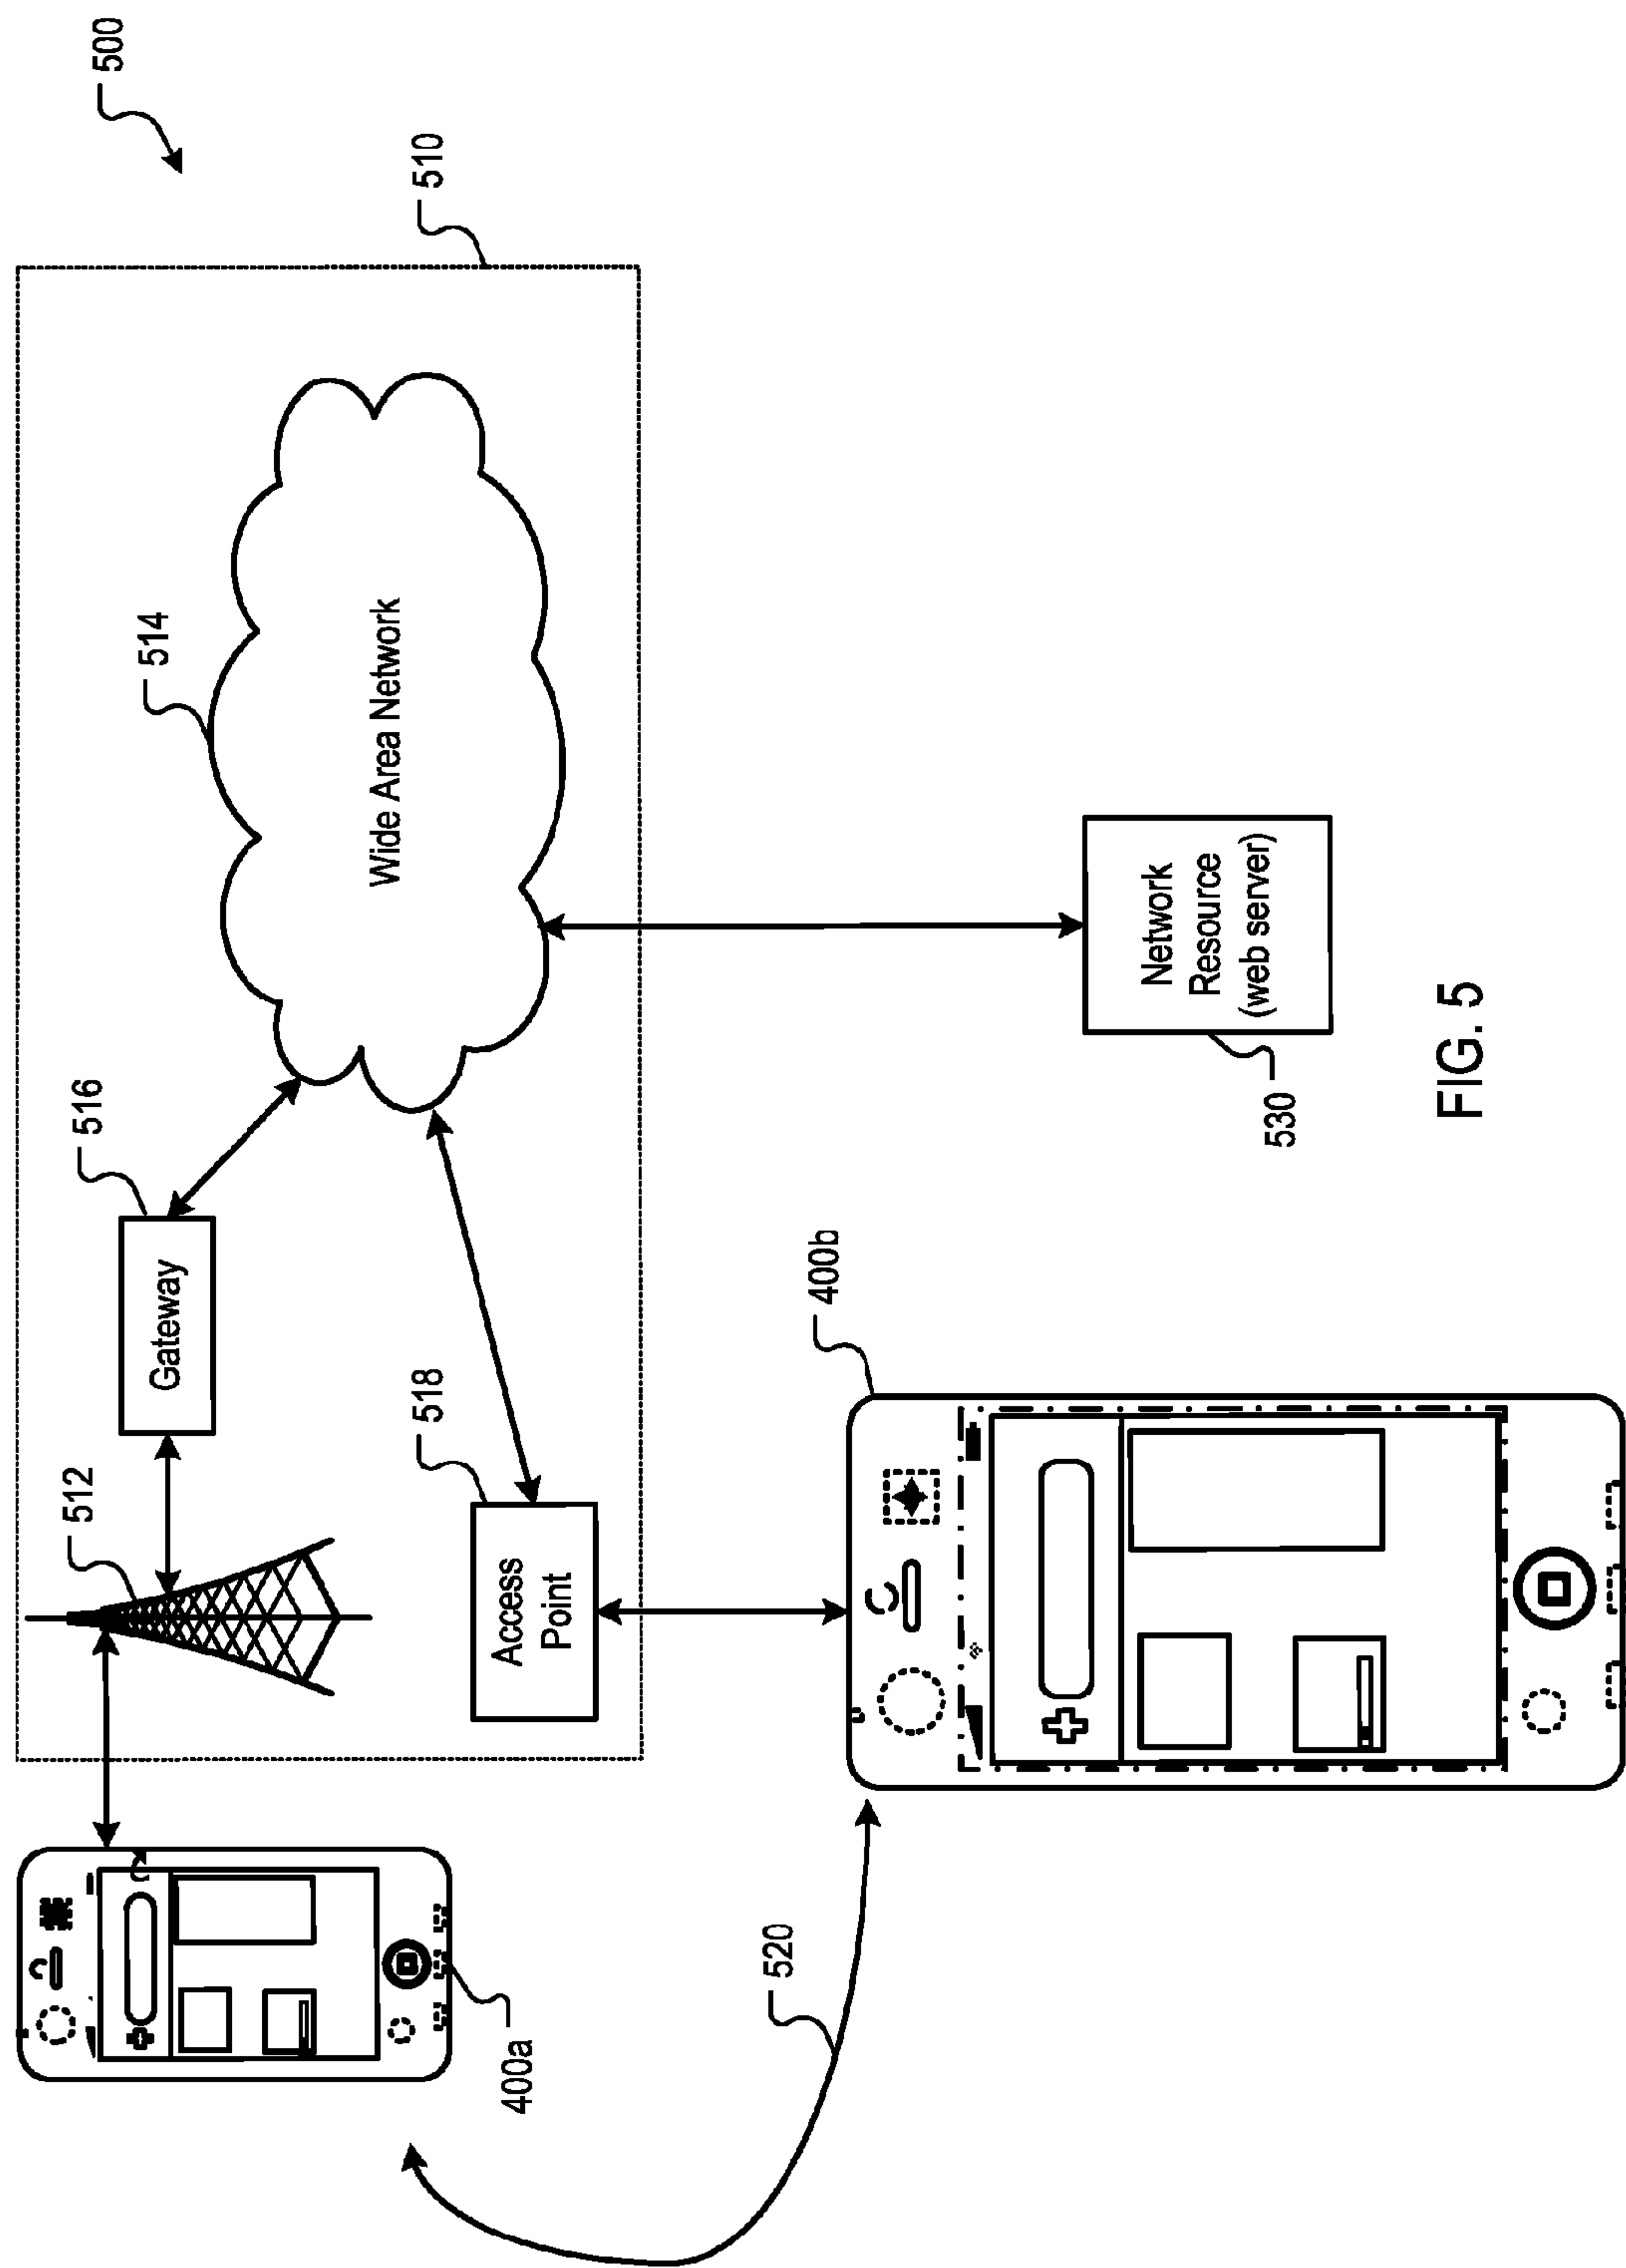 500
510
514
Wide Area Network
516
Gateway
512
518
Access
Point
400a
520
400b
Network
Resource
(web server)
530
FIG. 5